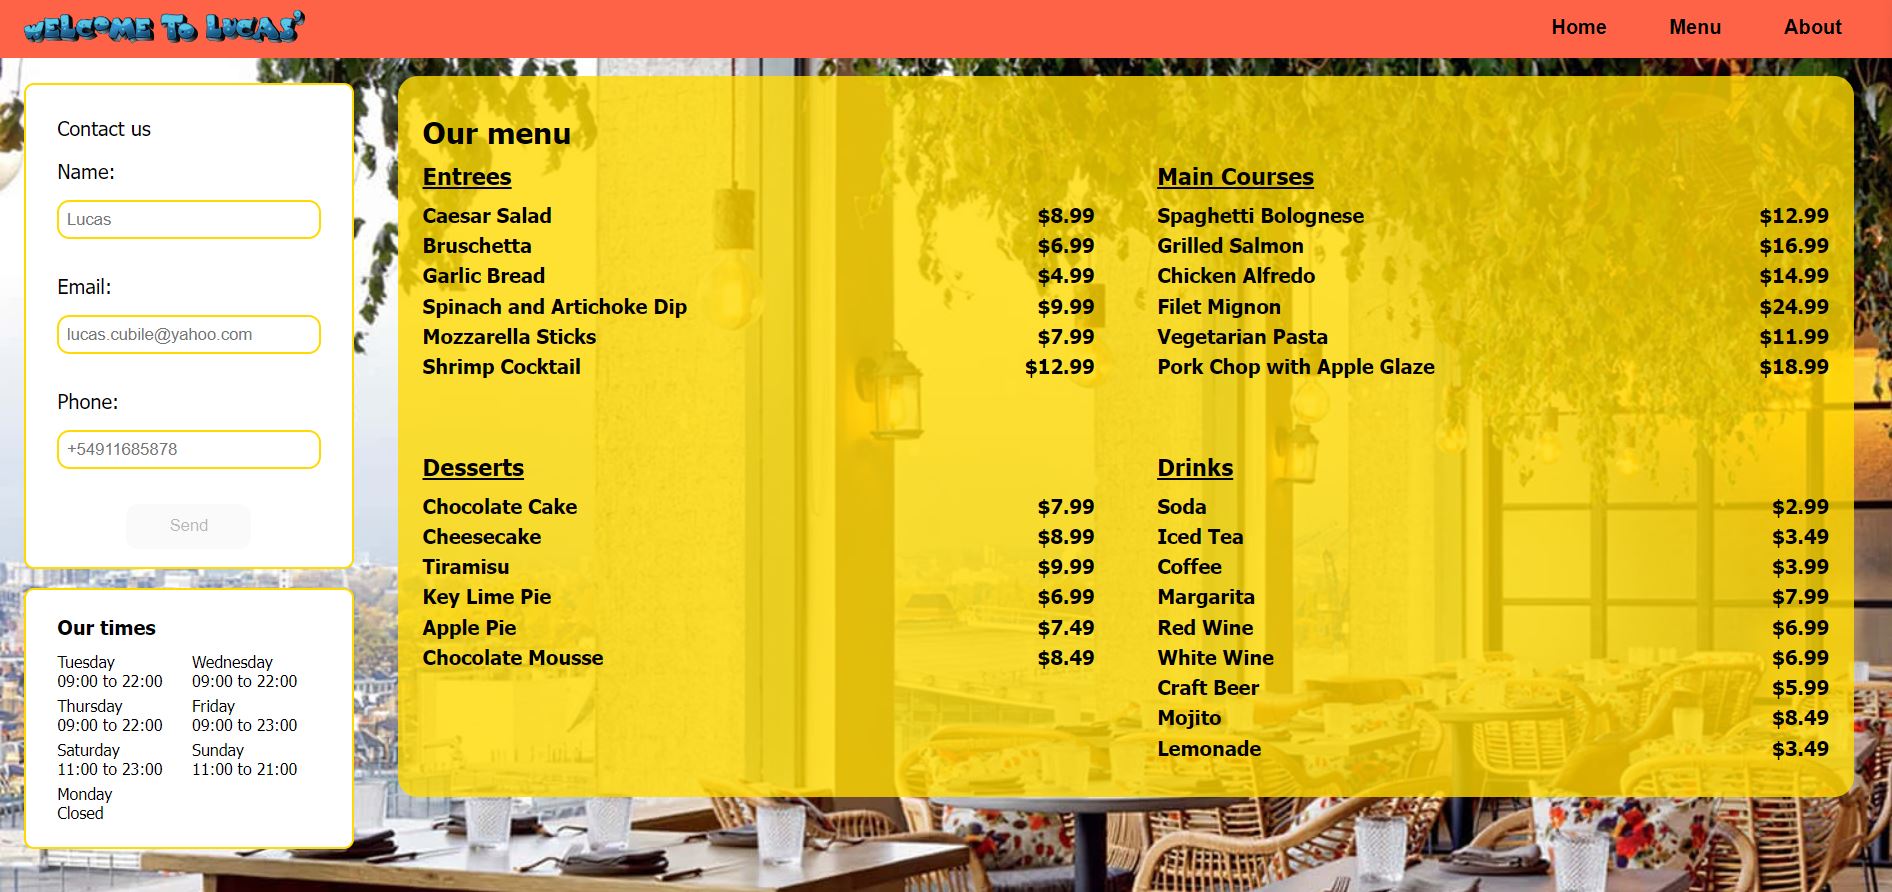 WELCOME TO LUCAS'
Home Menu About
Contact us
Name:
Lucas
Email:
lucas.cubile@yahoo.com
Phone:
+54911685878
Send
Our times
Tuesday Wednesday
09:00 to 22:00 09:00 to 22:00
Thursday Friday
09:00 to 22:00 09:00 to 23:00
Saturday Sunday
11:00 to 23:00 11:00 to 21:00
Monday
Closed
Our menu
Entrees
Caesar Salad $8.99
Bruschetta $6.99
Garlic Bread $4.99
Spinach and Artichoke Dip $9.99
Mozzarella Sticks $7.99
Shrimp Cocktail $12.99
Main Courses
Spaghetti Bolognese $12.99
Grilled Salmon $16.99
Chicken Alfredo $14.99
Filet Mignon $24.99
Vegetarian Pasta $11.99
Pork Chop with Apple Glaze $18.99
Desserts
Chocolate Cake $7.99
Cheesecake $8.99
Tiramisu $9.99
Key Lime Pie $6.99
Apple Pie $7.49
Chocolate Mousse $8.49
Drinks
Soda $2.99
Iced Tea $3.49
Coffee $3.99
Margarita $7.99
Red Wine $6.99
White Wine $6.99
Craft Beer $5.99
Mojito $8.49
Lemonade $3.49